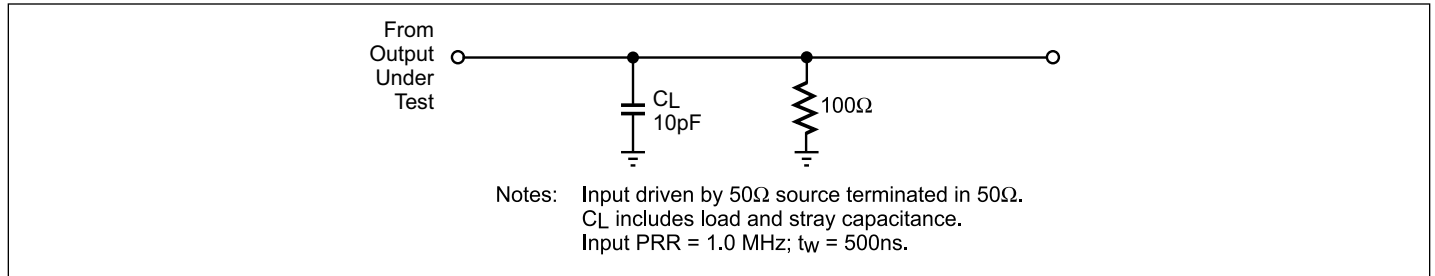 From
Output
Under
Test
CL
10pF
100Ω
Notes: Input driven by 50Ω source terminated in 50Ω.
CL includes load and stray capacitance.
Input PRR = 1.0 MHz; tw = 500ns.